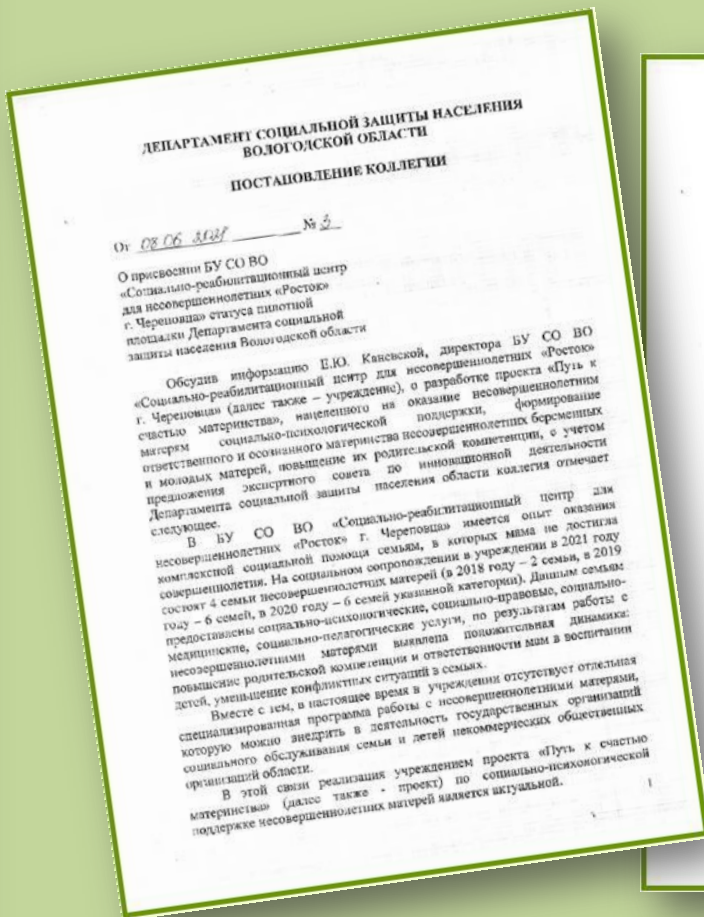 ДЕПАРТАМЕНТ СОЦИАЛЬНОЙ ЗАЩИТЫ НАСЕЛЕНИЯ
ВОЛОГОДСКОЙ ОБЛАСТИ
ПОСТАНОВЛЕНИЕ КОЛЛЕГИИ
От 08.06.2021 № 3
О присвоении БУ СО ВО
«Социально-реабилитационный центр
для несовершеннолетних «Росток»
г. Череповца» статуса пилотной
площадки Департамента социальной
защиты населения Вологодской области
Обсудив информацию Е.Ю. Каневской, директора БУ СО ВО
«Социально-реабилитационный центр для несовершеннолетних «Росток»
г. Череповца» (далее также – учреждение), о разработке проекта «Путь к
счастью материнства», нацеленного на оказание несовершеннолетним
матерям социально-психологической поддержки, формирование
ответственного и осознанного материнства несовершеннолетних беременных
и молодых матерей, повышение их родительской компетенции, с учетом
предложения экспертного совета по инновационной деятельности
Департамента социальной защиты населения области коллегия отмечает
следующее.
В БУ СО ВО «Социально-реабилитационный центр для
несовершеннолетних «Росток» г. Череповца» имеется опыт оказания
комплексной социальной помощи семьям, в которых мама не достигла
совершеннолетия. На социальном сопровождении в учреждении в 2021 году
состоят 4 семьи несовершеннолетних матерей (в 2018 году – 2 семьи, в 2019
году – 6 семей, в 2020 году – 6 семей указанной категории). Данным семьям
предоставлены социально-психологические, социально-правовые, социально-
медицинские, социально-педагогические услуги, по результатам работы с
несовершеннолетними матерями выявлена положительная динамика:
повышение родительской компетенции и ответственности мам в воспитании
детей, уменьшение конфликтных ситуаций в семьях.
Вместе с тем, в настоящее время в учреждении отсутствует отдельная
специализированная программа работы с несовершеннолетними матерями,
которую можно внедрить в деятельность государственных организаций
социального обслуживания семьи и детей некоммерческих общественных
организаций области.
В этой связи реализация учреждением проекта «Путь к счастью
материнства» (далее также - проект) по социально-психологической
поддержке несовершеннолетних матерей является актуальной.
1